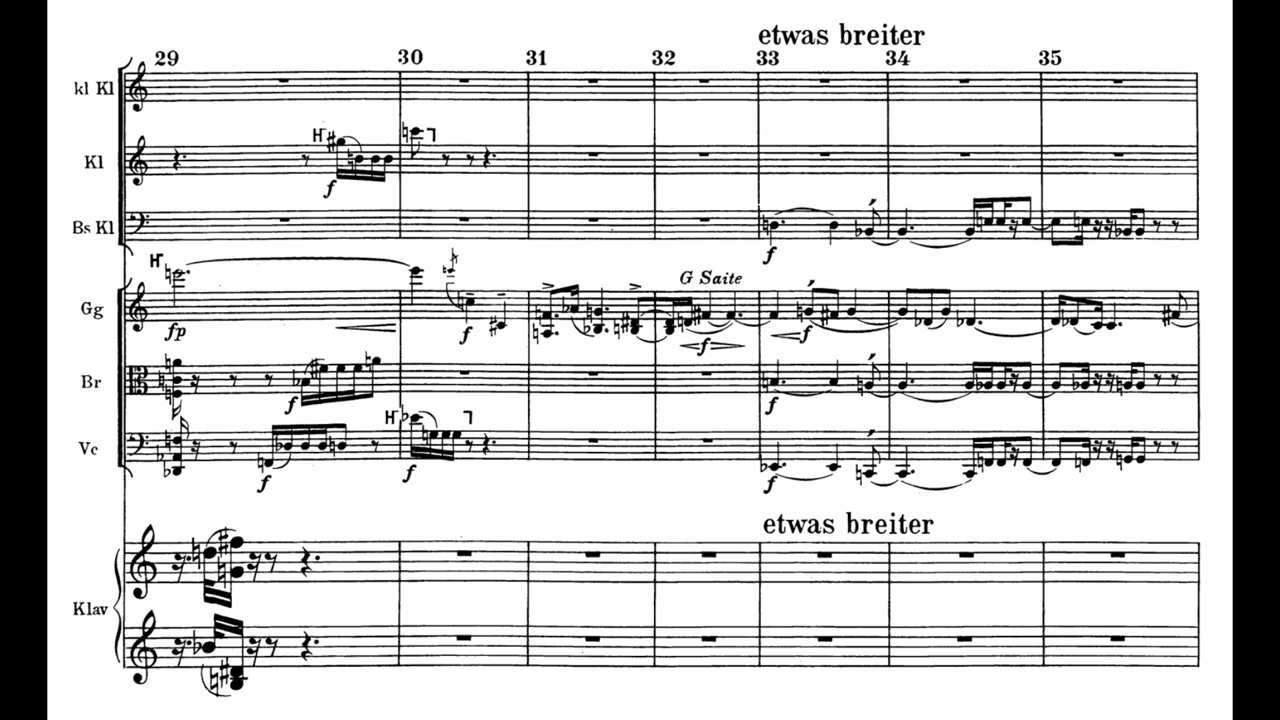 etwas breiter
29 30 31 32 33 34 35
kl Kl
Kl
f
Bs Kl
f
G Saite
Gg
fp f f f
Br
f f
Vc
f f f
etwas breiter
Klav